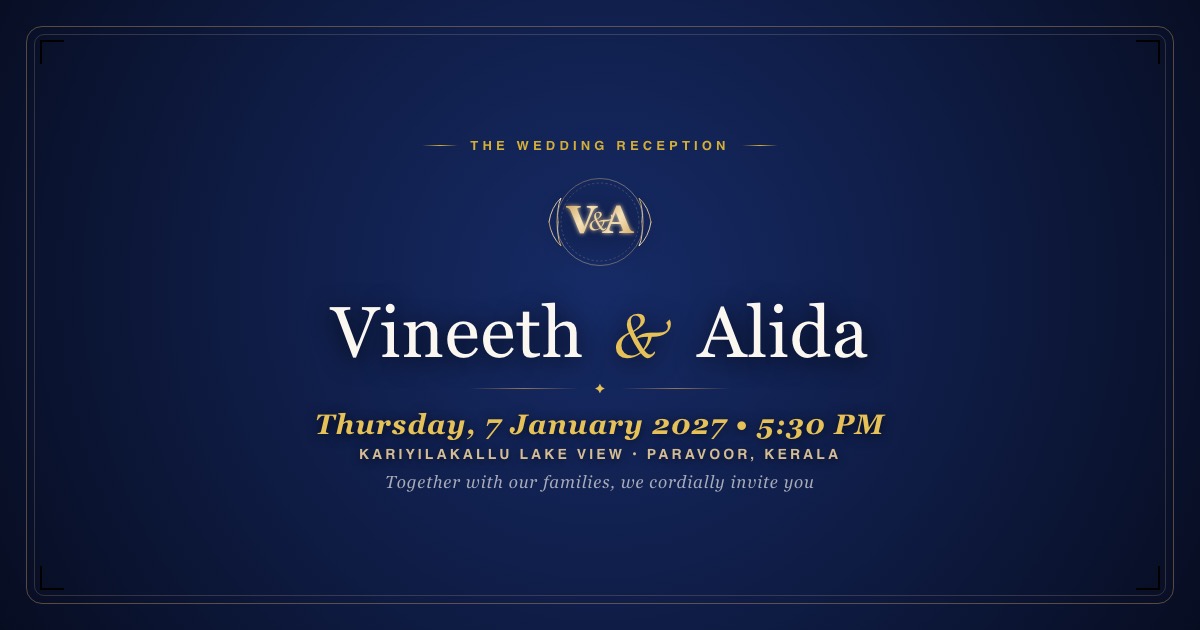 THE WEDDING RECEPTION
V&A
Vineeth & Alida
Thursday, 7 January 2027 • 5:30 PM
KARIYILAKALLU LAKE VIEW · PARAVOOR, KERALA
Together with our families, we cordially invite you